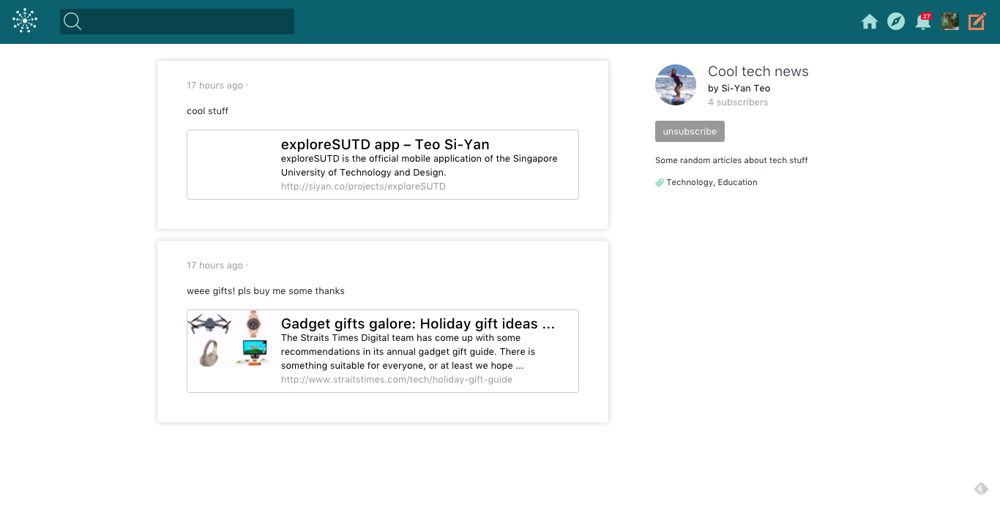 27
17 hours ago ·
cool stuff
exploreSUTD app – Teo Si-Yan
exploreSUTD is the official mobile application of the Singapore
University of Technology and Design.
http://siyan.co/projects/exploreSUTD
17 hours ago ·
weee gifts! pls buy me some thanks
Gadget gifts galore: Holiday gift ideas ...
The Straits Times Digital team has come up with some
recommendations in its annual gadget gift guide. There is
something suitable for everyone, or at least we hope ...
http://www.straitstimes.com/tech/holiday-gift-guide
Cool tech news
by Si-Yan Teo
4 subscribers
unsubscribe
Some random articles about tech stuff
Technology, Education